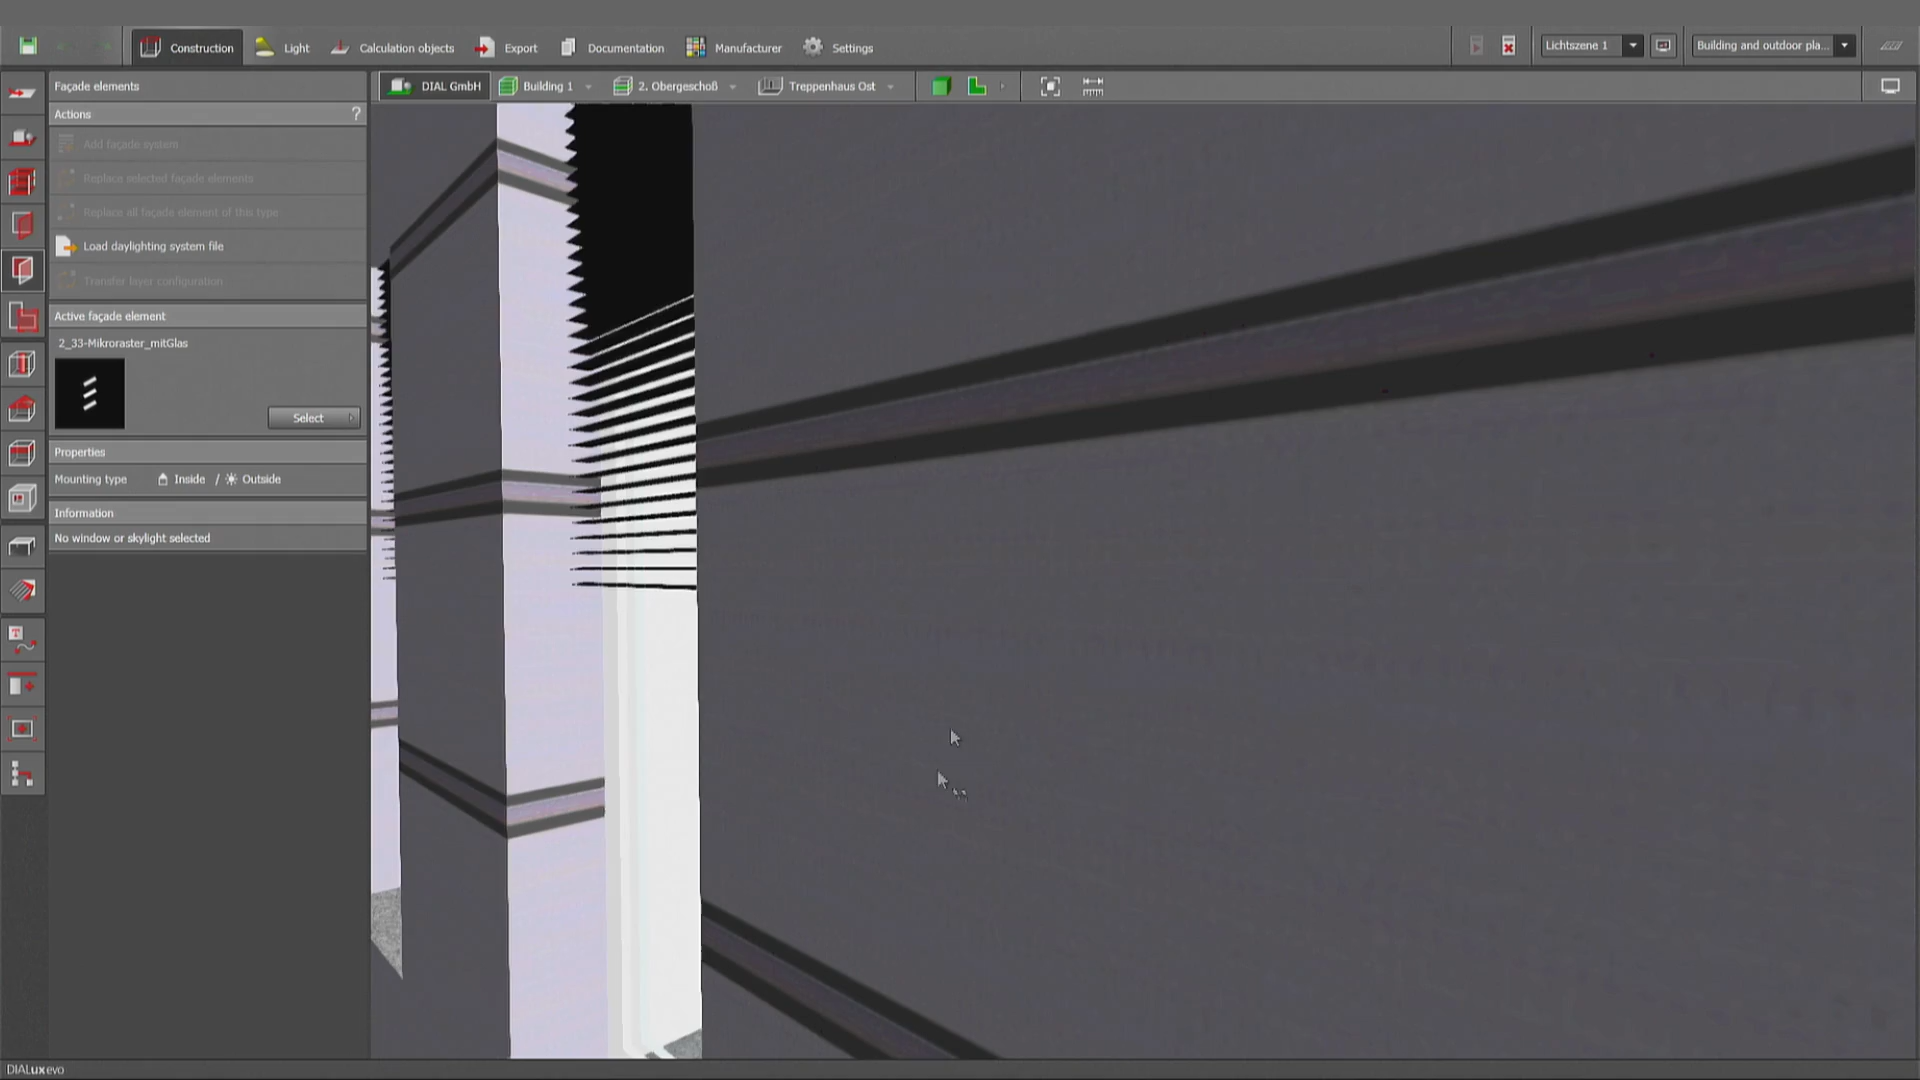 Construction Light Calculation objects Export Documentation Manufacturer Settings Lichtszene 1 Building and outdoor pla...
Façade elements DIAL GmbH Building 1 2. Obergeschoß Treppenhaus Ost
Actions ?
Add façade system
Replace selected façade elements
Replace all façade element of this type
Load daylighting system file
Transfer layer configuration
Active façade element
2_33-Mikroraster_mitGlas
Select
Properties
Mounting type Inside / Outside
Information
No window or skylight selected
DIALux evo